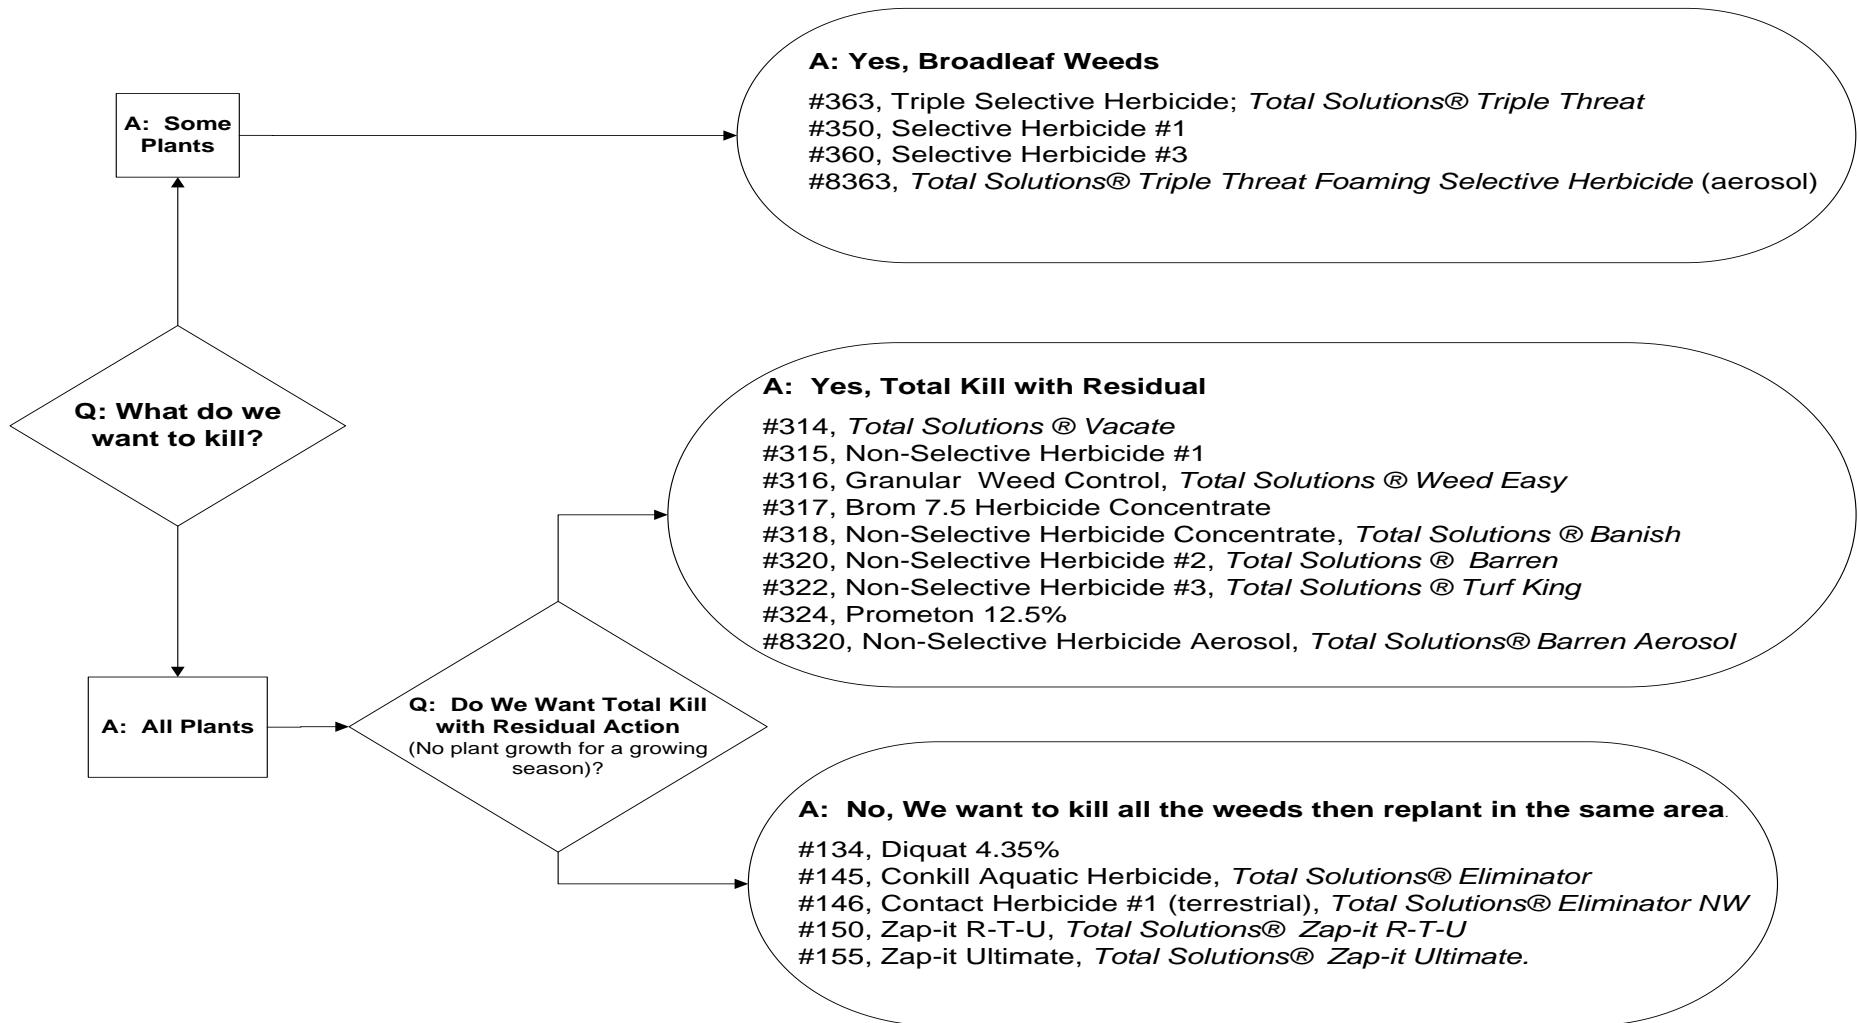 A: Yes, Broadleaf Weeds
#363, Triple Selective Herbicide; Total Solutions® Triple Threat
#350, Selective Herbicide #1
#360, Selective Herbicide #3
#8363, Total Solutions® Triple Threat Foaming Selective Herbicide (aerosol)
A: Some
Plants
Q: What do we
want to kill?
A: Yes, Total Kill with Residual
#314, Total Solutions ® Vacate
#315, Non-Selective Herbicide #1
#316, Granular Weed Control, Total Solutions ® Weed Easy
#317, Brom 7.5 Herbicide Concentrate
#318, Non-Selective Herbicide Concentrate, Total Solutions ® Banish
#320, Non-Selective Herbicide #2, Total Solutions ® Barren
#322, Non-Selective Herbicide #3, Total Solutions ® Turf King
#324, Prometon 12.5%
#8320, Non-Selective Herbicide Aerosol, Total Solutions® Barren Aerosol
A: All Plants
Q: Do We Want Total Kill
with Residual Action
(No plant growth for a growing
season)?
A: No, We want to kill all the weeds then replant in the same area.
#134, Diquat 4.35%
#145, Conkill Aquatic Herbicide, Total Solutions® Eliminator
#146, Contact Herbicide #1 (terrestrial), Total Solutions® Eliminator NW
#150, Zap-it R-T-U, Total Solutions® Zap-it R-T-U
#155, Zap-it Ultimate, Total Solutions® Zap-it Ultimate.